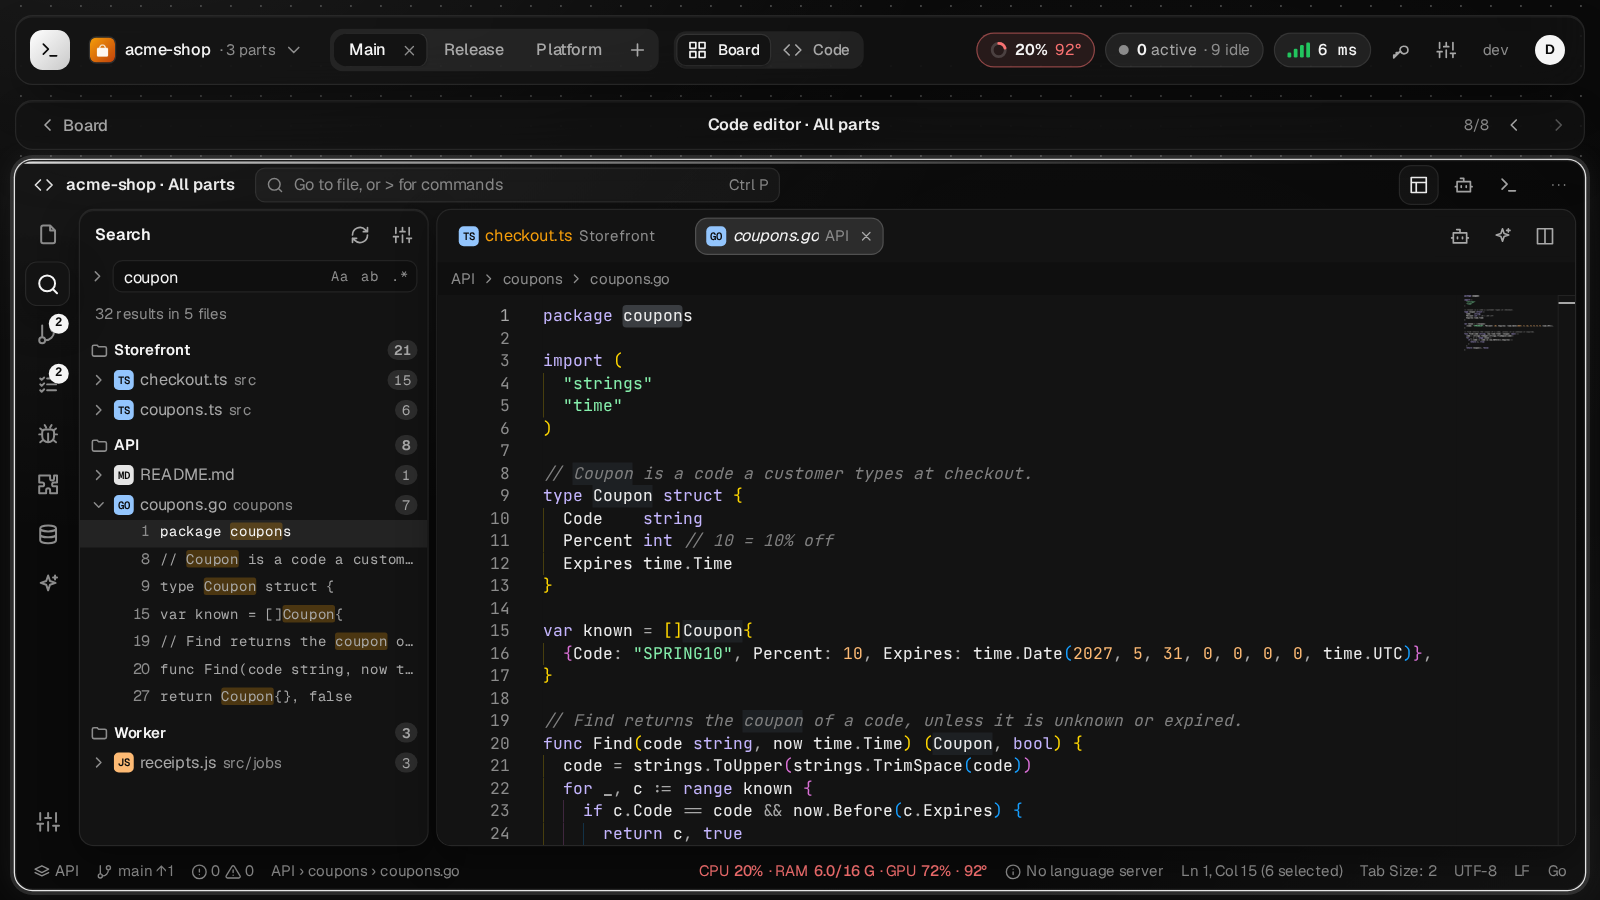 acme-shop · 3 parts Main Release Platform Board Code 20% 92° 0 active · 9 idle 6 ms dev D
Board Code editor · All parts 8/8
acme-shop · All parts Go to file, or > for commands Ctrl P
Search
coupon Aa ab .*
32 results in 5 files
Storefront 21
TS checkout.ts src 15
TS coupons.ts src 6
API 8
MD README.md 1
GO coupons.go coupons 7
1 package coupons
8 // Coupon is a code a custom…
9 type Coupon struct {
15 var known = []Coupon{
19 // Find returns the coupon o…
20 func Find(code string, now t…
27 return Coupon{}, false
Worker 3
JS receipts.js src/jobs 3
2
2
TS checkout.ts Storefront GO coupons.go API
API > coupons > coupons.go
1 package coupons
2
3 import (
4 "strings"
5 "time"
6 )
7
8 // Coupon is a code a customer types at checkout.
9 type Coupon struct {
10 Code string
11 Percent int // 10 = 10% off
12 Expires time.Time
13 }
14
15 var known = []Coupon{
16 {Code: "SPRING10", Percent: 10, Expires: time.Date(2027, 5, 31, 0, 0, 0, 0, time.UTC)},
17 }
18
19 // Find returns the coupon of a code, unless it is unknown or expired.
20 func Find(code string, now time.Time) (Coupon, bool) {
21 code = strings.ToUpper(strings.TrimSpace(code))
22 for _, c := range known {
23 if c.Code == code && now.Before(c.Expires) {
24 return c, true
API main ↑1 0 0 API › coupons › coupons.go CPU 20% · RAM 6.0/16 G · GPU 72% · 92° No language server Ln 1, Col 15 (6 selected) Tab Size: 2 UTF-8 LF Go